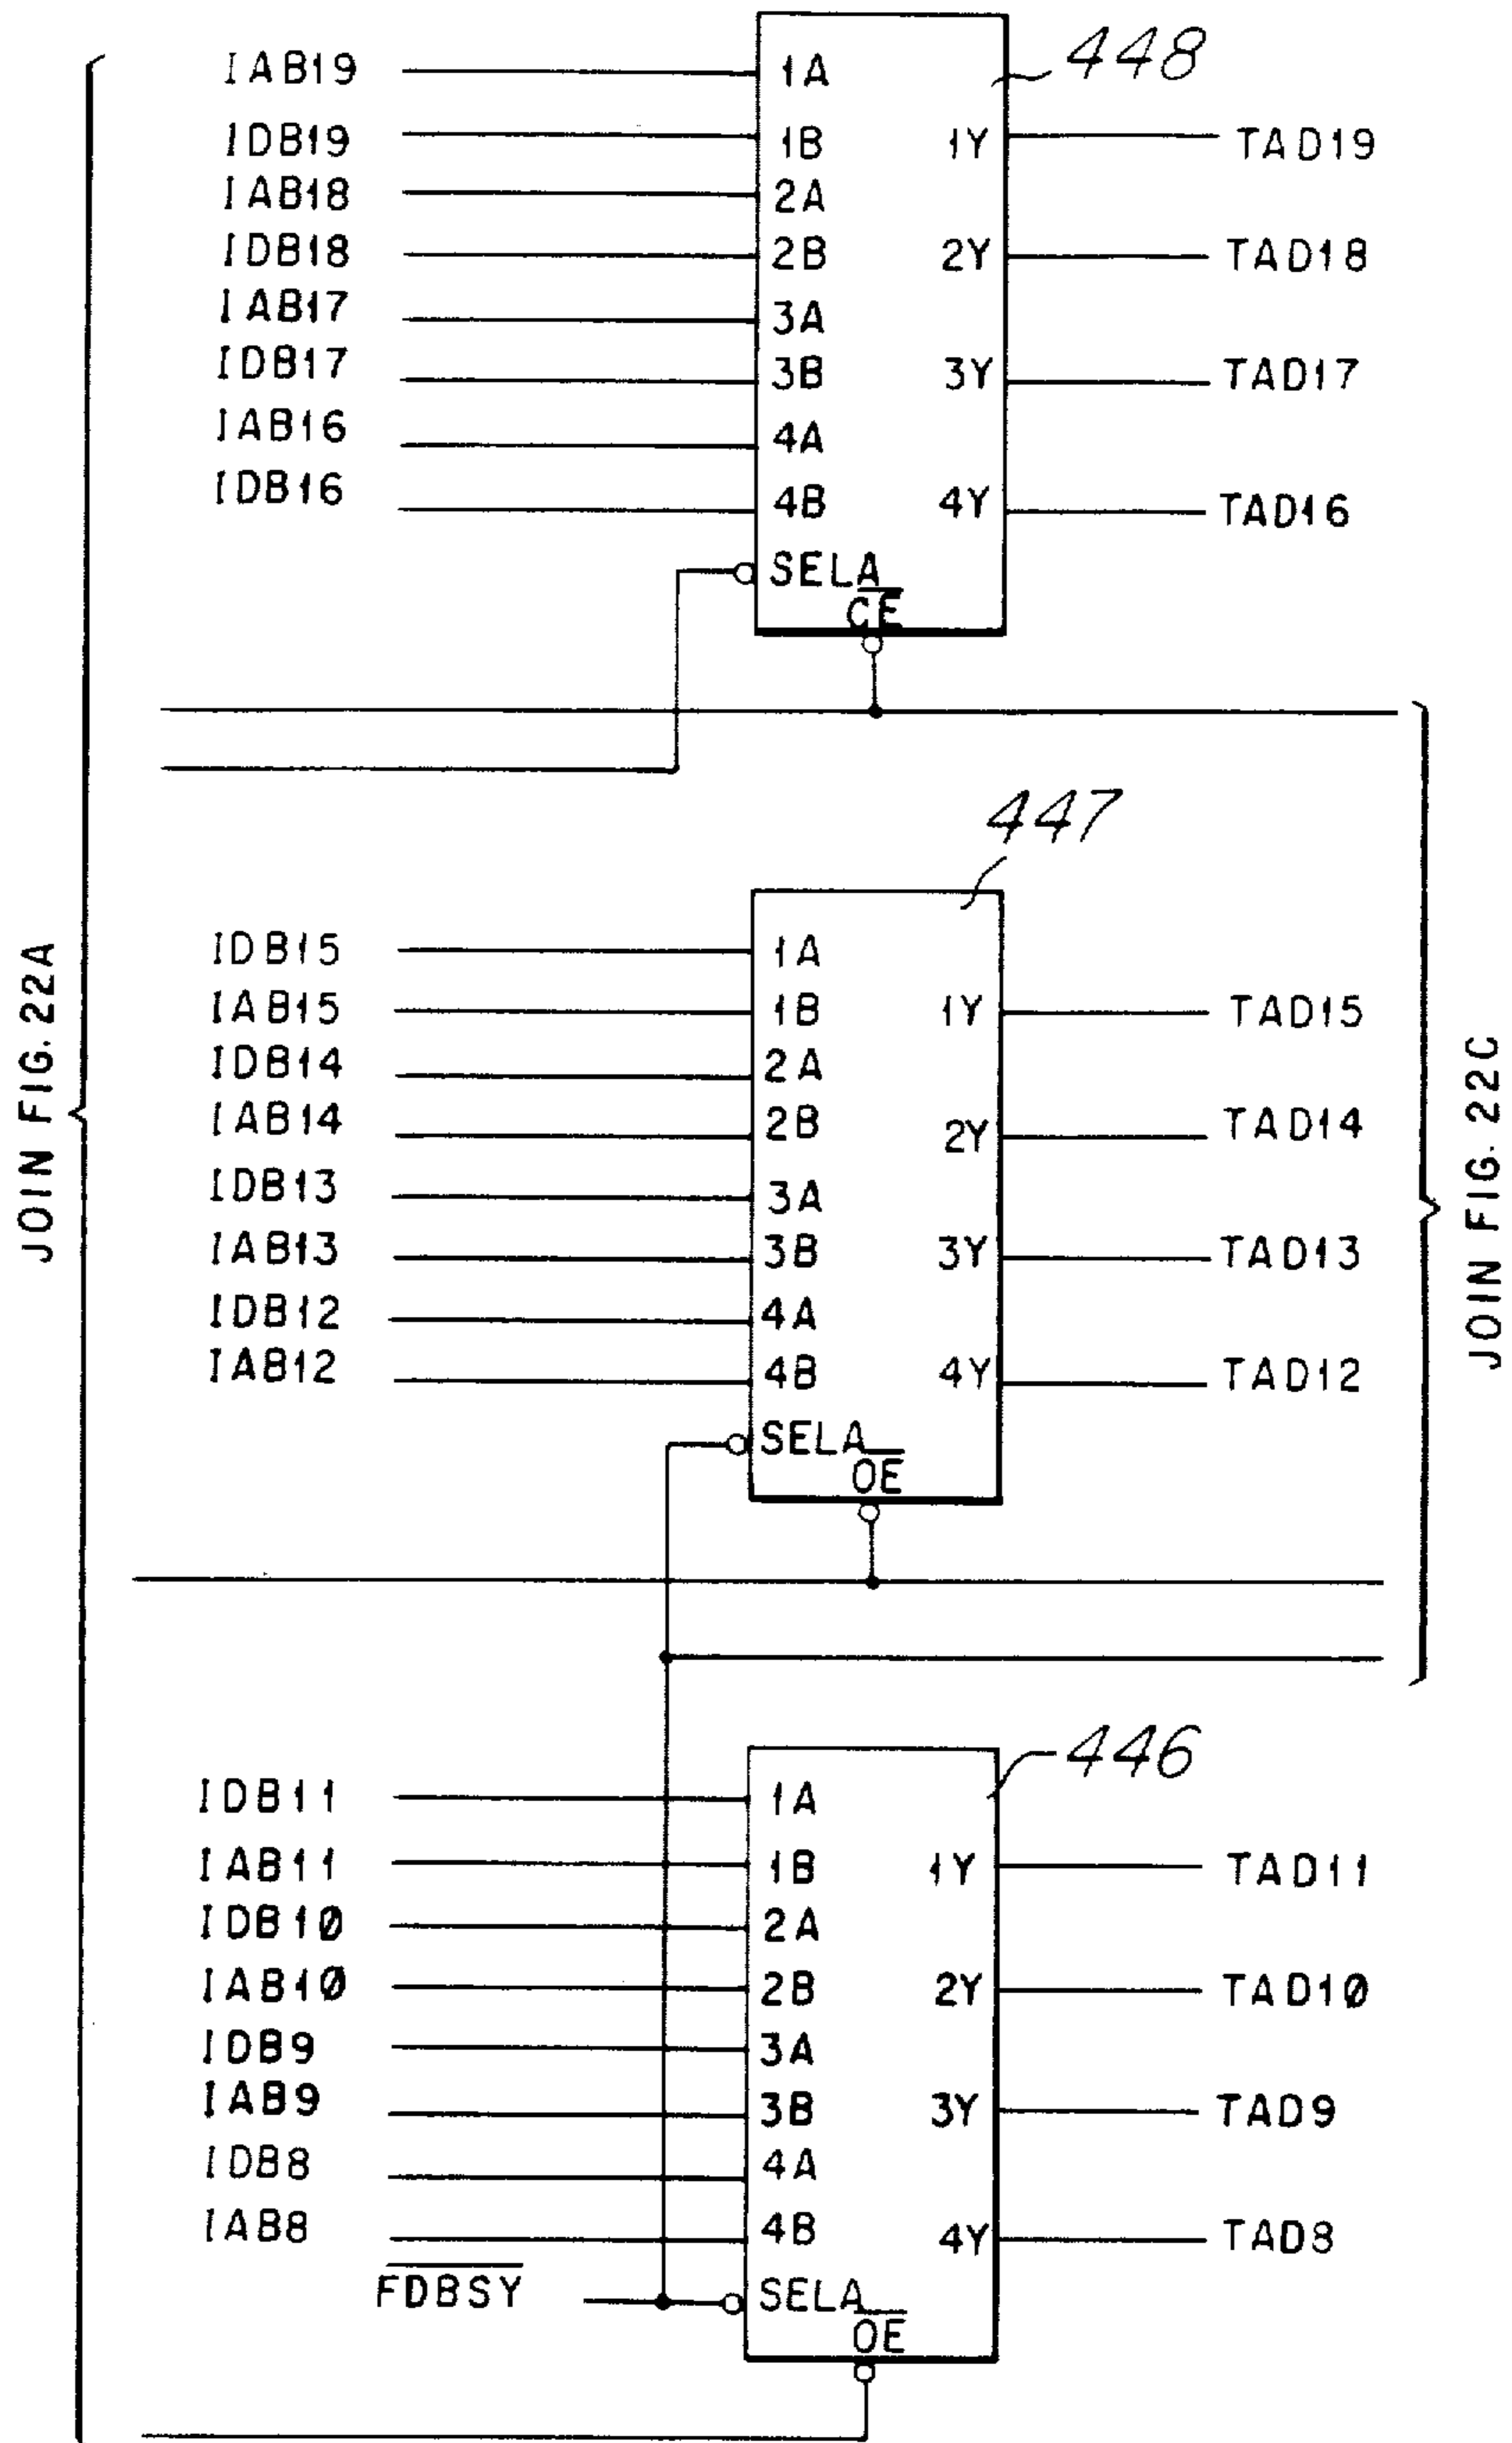 JOIN FIG. 22A
448
IAB19 1A
IDB19 1B 1Y TAD19
IAB18 2A
IDB18 2B 2Y TAD18
IAB17 3A
IDB17 3B 3Y TAD17
IAB16 4A
IDB16 4B 4Y TAD16
SELA
C̅E̅
447
IDB15 1A
IAB15 1B 1Y TAD15
IDB14 2A
IAB14 2B 2Y TAD14
IDB13 3A
IAB13 3B 3Y TAD13
IDB12 4A
IAB12 4B 4Y TAD12
SELA
O̅E̅
JOIN FIG. 22C
446
IDB11 1A
IAB11 1B 1Y TAD11
IDB1Ø 2A
IAB1Ø 2B 2Y TAD1Ø
IDB9 3A
IAB9 3B 3Y TAD9
IDB8 4A
IAB8 4B 4Y TAD8
F̅D̅B̅S̅Y̅ SELA
O̅E̅